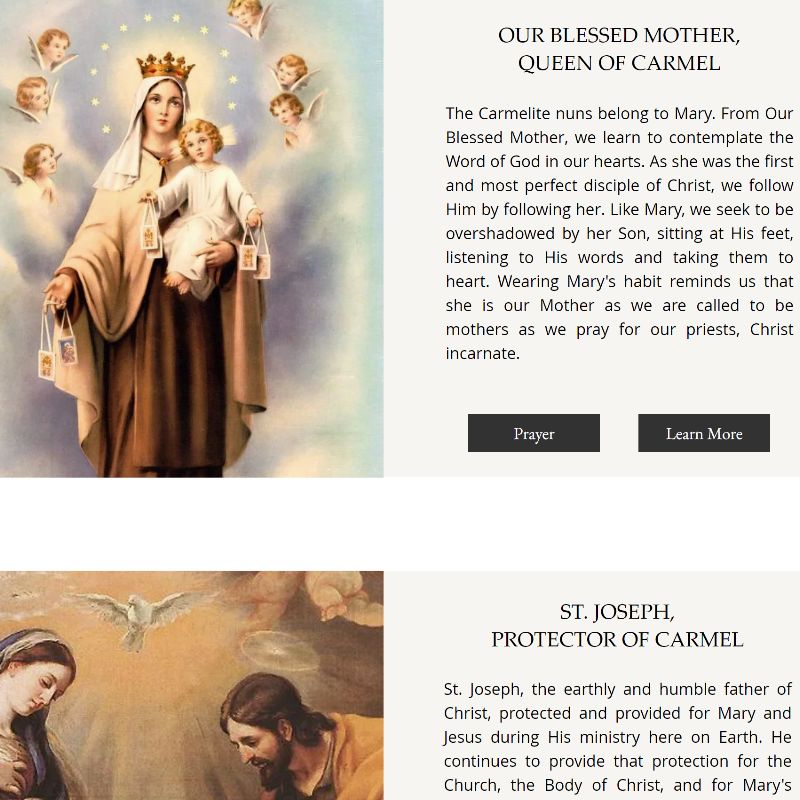 OUR BLESSED MOTHER,
QUEEN OF CARMEL
The Carmelite nuns belong to Mary. From Our
Blessed Mother, we learn to contemplate the
Word of God in our hearts. As she was the first
and most perfect disciple of Christ, we follow
Him by following her. Like Mary, we seek to be
overshadowed by her Son, sitting at His feet,
listening to His words and taking them to
heart. Wearing Mary's habit reminds us that
she is our Mother as we are called to be
mothers as we pray for our priests, Christ
incarnate.
Prayer
Learn More
ST. JOSEPH,
PROTECTOR OF CARMEL
St. Joseph, the earthly and humble father of
Christ, protected and provided for Mary and
Jesus during His ministry here on Earth. He
continues to provide that protection for the
Church, the Body of Christ, and for Mary's